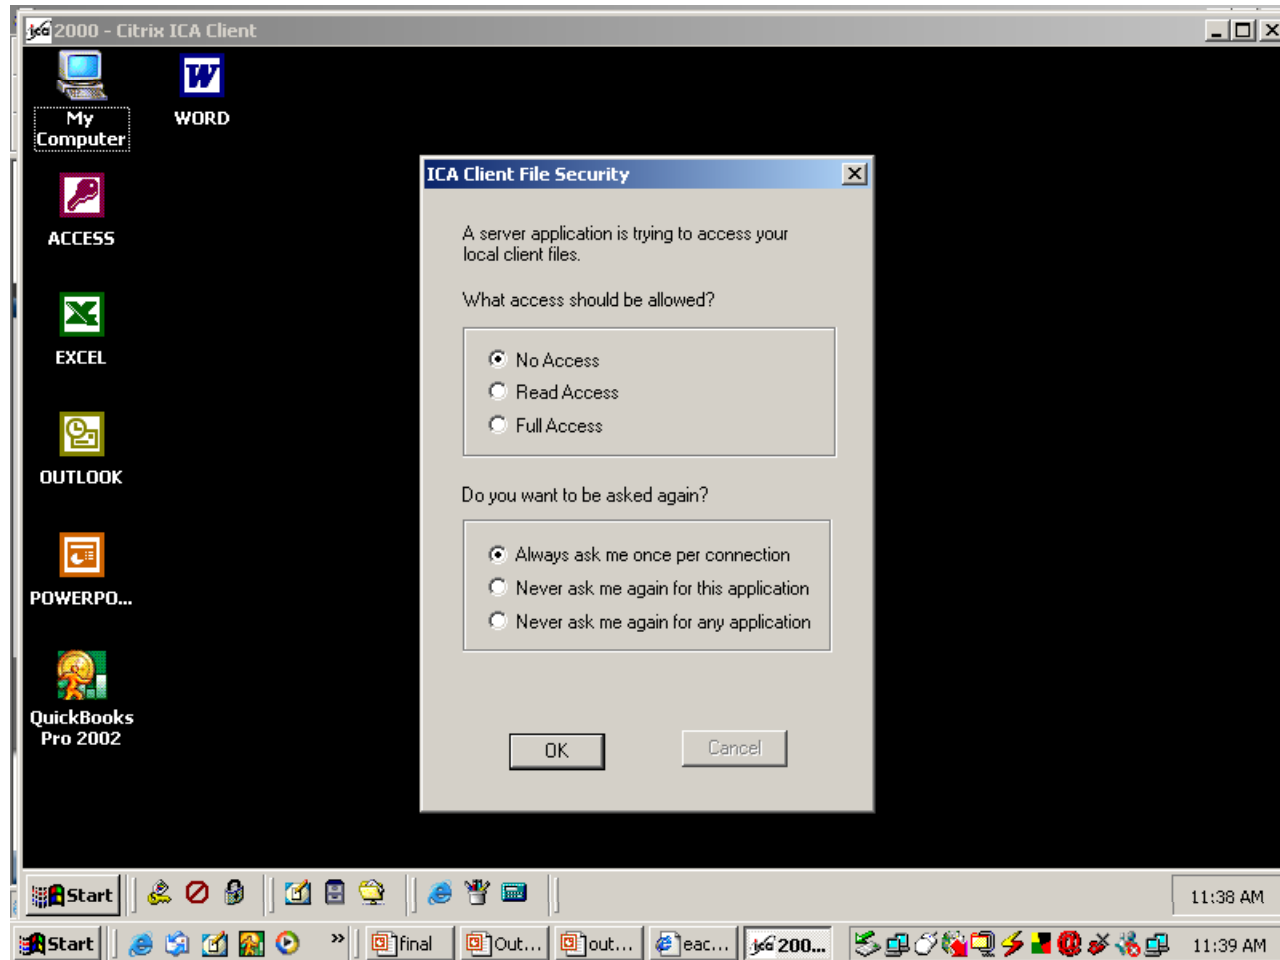 2000 - Citrix ICA Client
My
Computer
WORD
ACCESS
EXCEL
OUTLOOK
POWERPO...
QuickBooks
Pro 2002
ICA Client File Security
A server application is trying to access your
local client files.
What access should be allowed?
No Access
Read Access
Full Access
Do you want to be asked again?
Always ask me once per connection
Never ask me again for this application
Never ask me again for any application
OK
Cancel
Start
11:38 AM
Start
»
final
Out...
out...
eac...
200...
11:39 AM